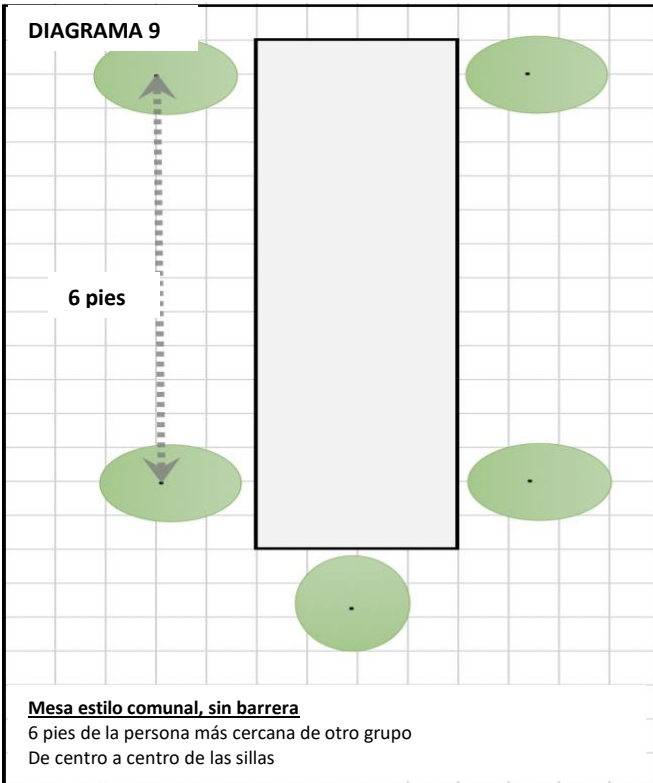 DIAGRAMA 9
6 pies
Mesa estilo comunal, sin barrera
6 pies de la persona más cercana de otro grupo
De centro a centro de las sillas